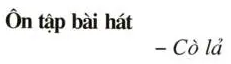 Ôn tập bài hát
– Cò lả